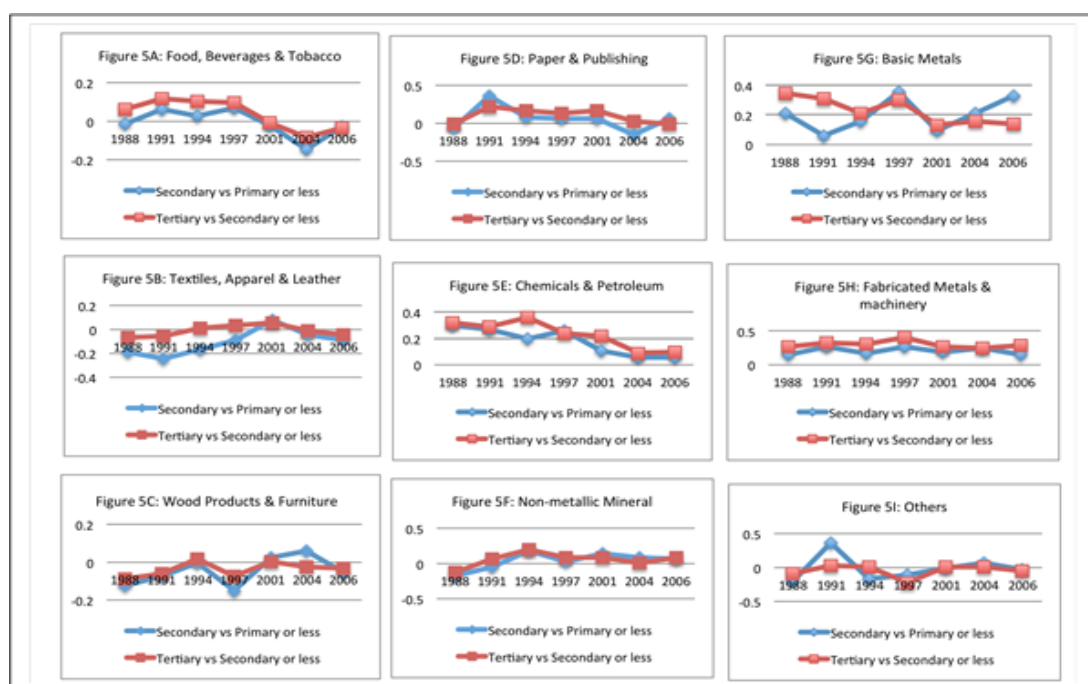 Figure 5A: Food, Beverages & Tobacco
0.2
0
-0.2
1988 1991 1994 1997 2001 2004 2006
Secondary vs Primary or less
Tertiary vs Secondary or less
Figure 5D: Paper & Publishing
0.5
0
-0.5
1988 1991 1994 1997 2001 2004 2006
Secondary vs Primary or less
Tertiary vs Secondary or less
Figure 5G: Basic Metals
0.4
0.2
0
1988 1991 1994 1997 2001 2004 2006
Secondary vs Primary or less
Tertiary vs Secondary or less
Figure 5B: Textiles, Apparel & Leather
0.2
0
-0.2
-0.4
1988 1991 1994 1997 2001 2004 2006
Secondary vs Primary or less
Tertiary vs Secondary or less
Figure 5E: Chemicals & Petroleum
0.4
0.2
0
1988 1991 1994 1997 2001 2004 2006
Secondary vs Primary or less
Tertiary vs Secondary or less
Figure 5H: Fabricated Metals &
machinery
0.5
0
1988 1991 1994 1997 2001 2004 2006
Secondary vs Primary or less
Tertiary vs Secondary or less
Figure 5C: Wood Products & Furniture
0.2
0
-0.2
1988 1991 1994 1997 2001 2004 2006
Secondary vs Primary or less
Tertiary vs Secondary or less
Figure 5F: Non-metallic Mineral
0.5
0
-0.5
1988 1991 1994 1997 2001 2004 2006
Secondary vs Primary or less
Tertiary vs Secondary or less
Figure 5I: Others
0.5
0
-0.5
1988 1991 1994 1997 2001 2004 2006
Secondary vs Primary or less
Tertiary vs Secondary or less